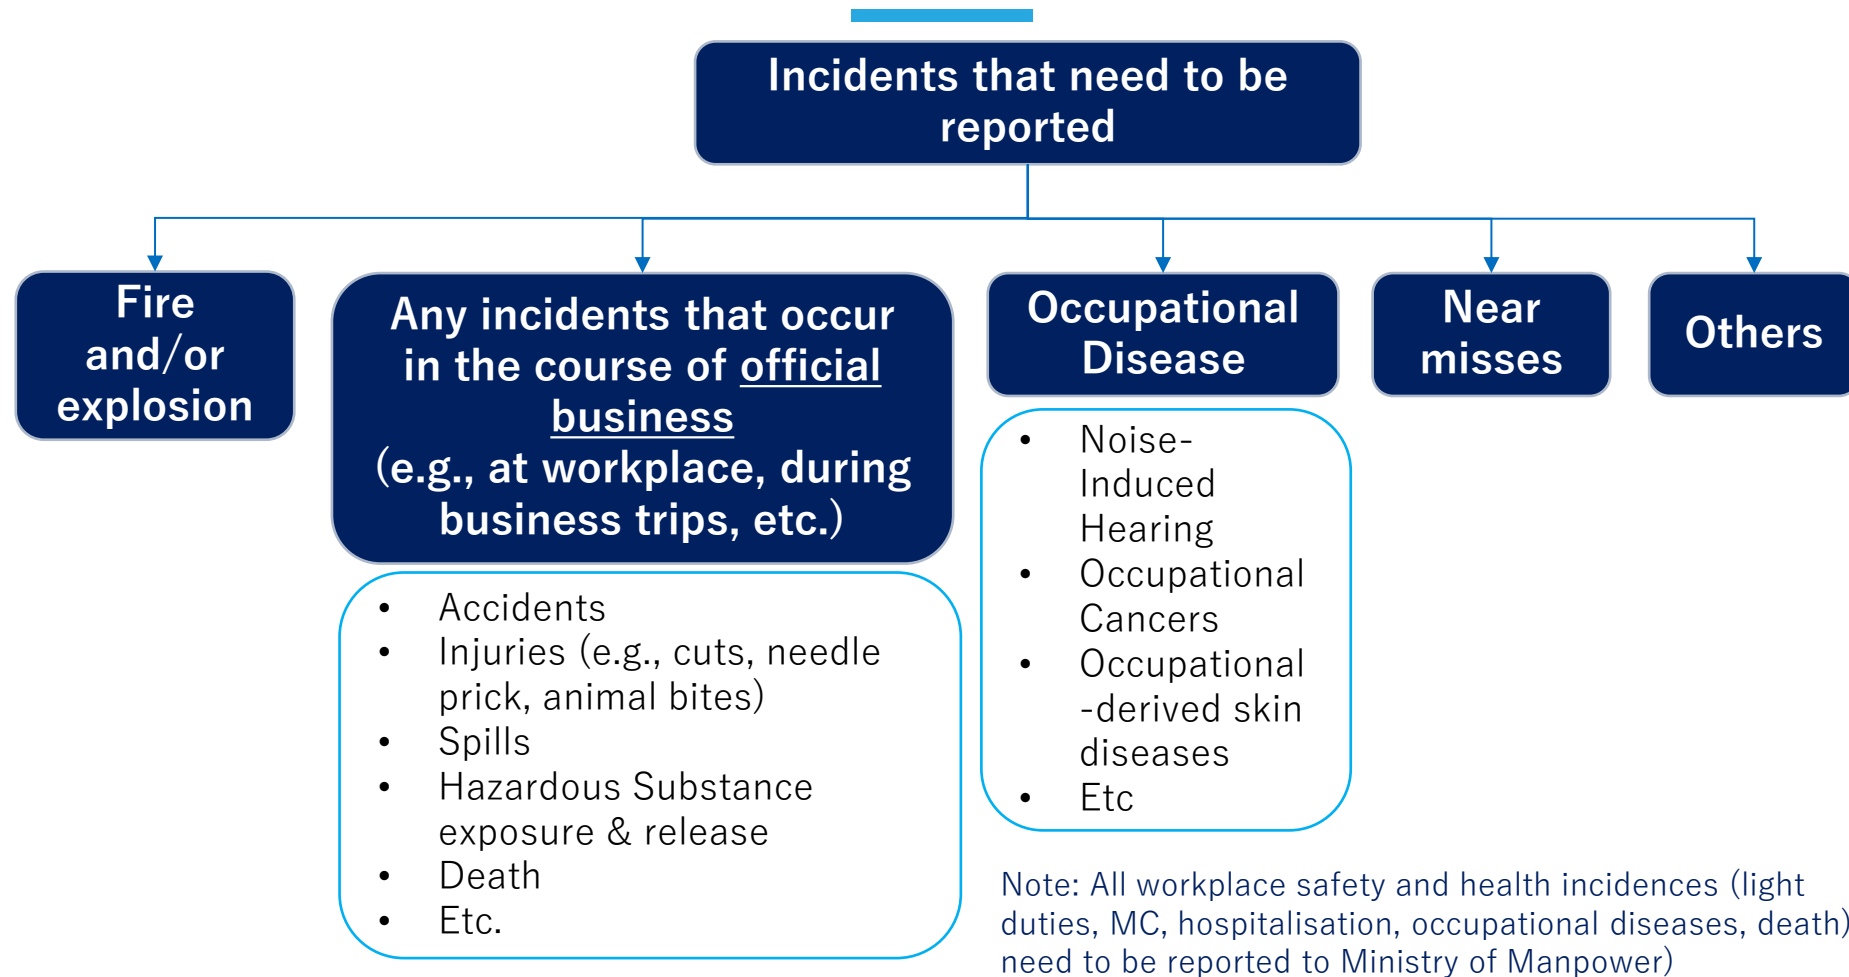 Incidents that need to be
reported
Fire
and/or
explosion
Any incidents that occur
in the course of official
business
(e.g., at workplace, during
business trips, etc.)
• Accidents
• Injuries (e.g., cuts, needle
prick, animal bites)
• Spills
• Hazardous Substance
exposure & release
• Death
• Etc.
Occupational
Disease
• Noise-
Induced
Hearing
• Occupational
Cancers
• Occupational
-derived skin
diseases
• Etc
Near
misses
Others
Note: All workplace safety and health incidences (light
duties, MC, hospitalisation, occupational diseases, death)
need to be reported to Ministry of Manpower)